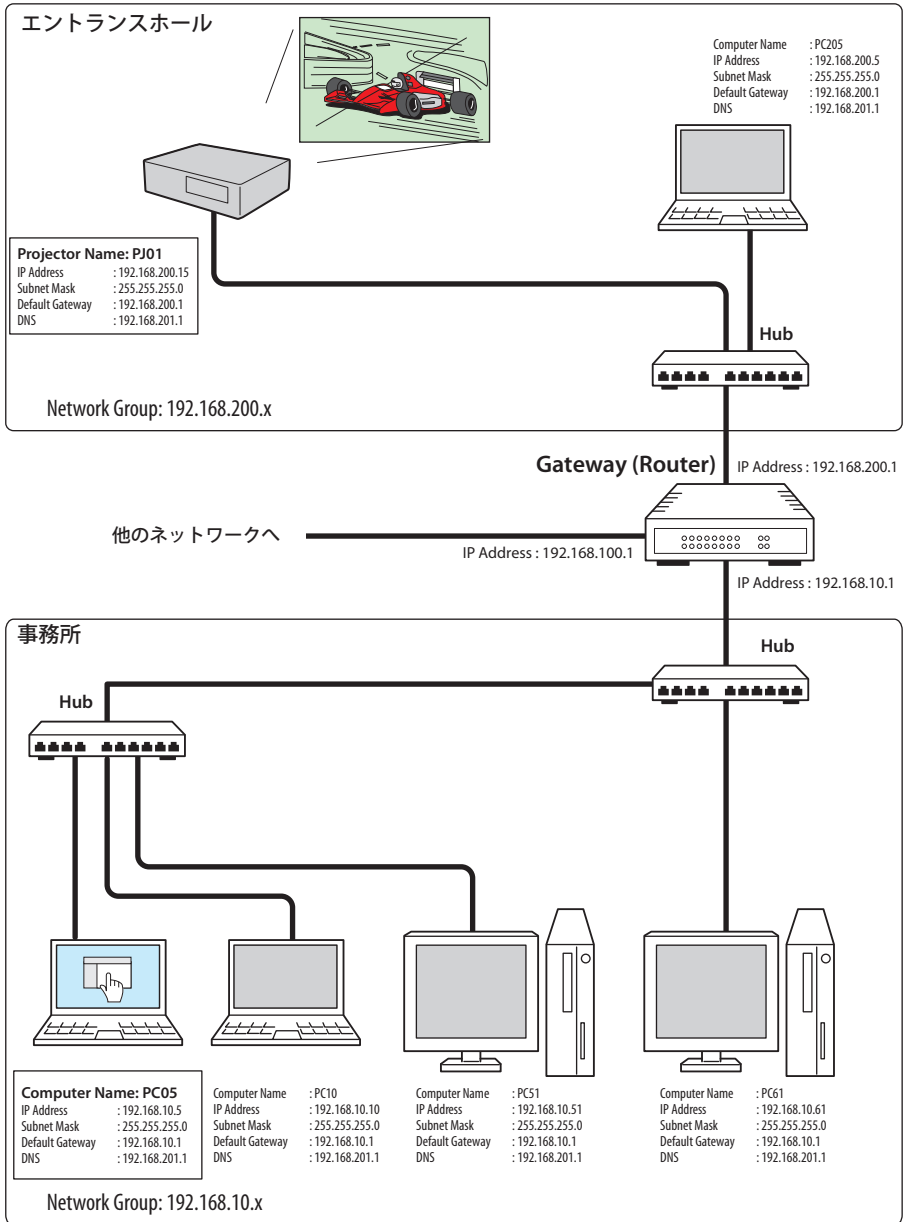 エントランスホール
Computer Name : PC205
IP Address : 192.168.200.5
Subnet Mask : 255.255.255.0
Default Gateway : 192.168.200.1
DNS : 192.168.201.1
Projector Name: PJ01
IP Address : 192.168.200.15
Subnet Mask : 255.255.255.0
Default Gateway : 192.168.200.1
DNS : 192.168.201.1
Hub
Network Group: 192.168.200.x
Gateway (Router)
IP Address : 192.168.200.1
他のネットワークへ
IP Address : 192.168.100.1
IP Address : 192.168.10.1
事務所
Hub
Hub
Computer Name: PC05
IP Address : 192.168.10.5
Subnet Mask : 255.255.255.0
Default Gateway : 192.168.10.1
DNS : 192.168.201.1
Computer Name : PC10
IP Address : 192.168.10.10
Subnet Mask : 255.255.255.0
Default Gateway : 192.168.10.1
DNS : 192.168.201.1
Computer Name : PC51
IP Address : 192.168.10.51
Subnet Mask : 255.255.255.0
Default Gateway : 192.168.10.1
DNS : 192.168.201.1
Computer Name : PC61
IP Address : 192.168.10.61
Subnet Mask : 255.255.255.0
Default Gateway : 192.168.10.1
DNS : 192.168.201.1
Network Group: 192.168.10.x